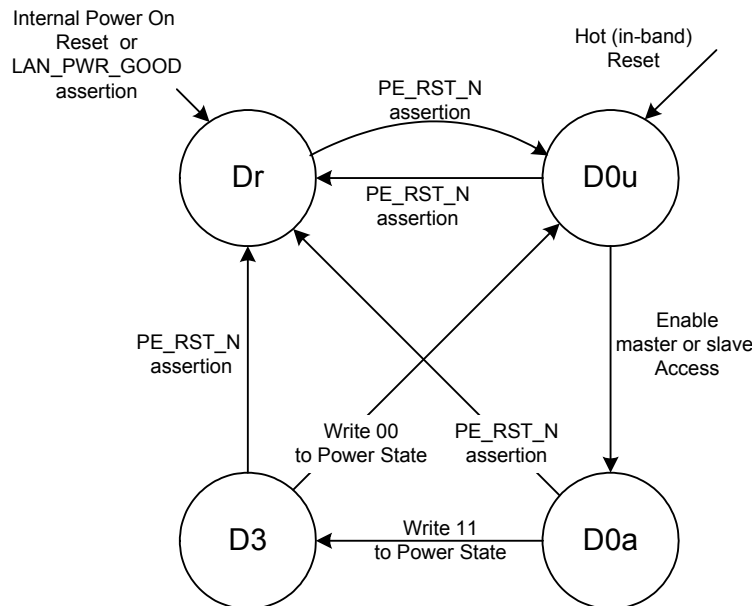 Internal Power On
Reset or
LAN_PWR_GOOD
assertion
Hot (in-band)
Reset
PE_RST_N
assertion
Dr
D0u
PE_RST_N
assertion
PE_RST_N
assertion
Enable
master or slave
Access
Write 00
to Power State
PE_RST_N
assertion
D3
Write 11
to Power State
D0a